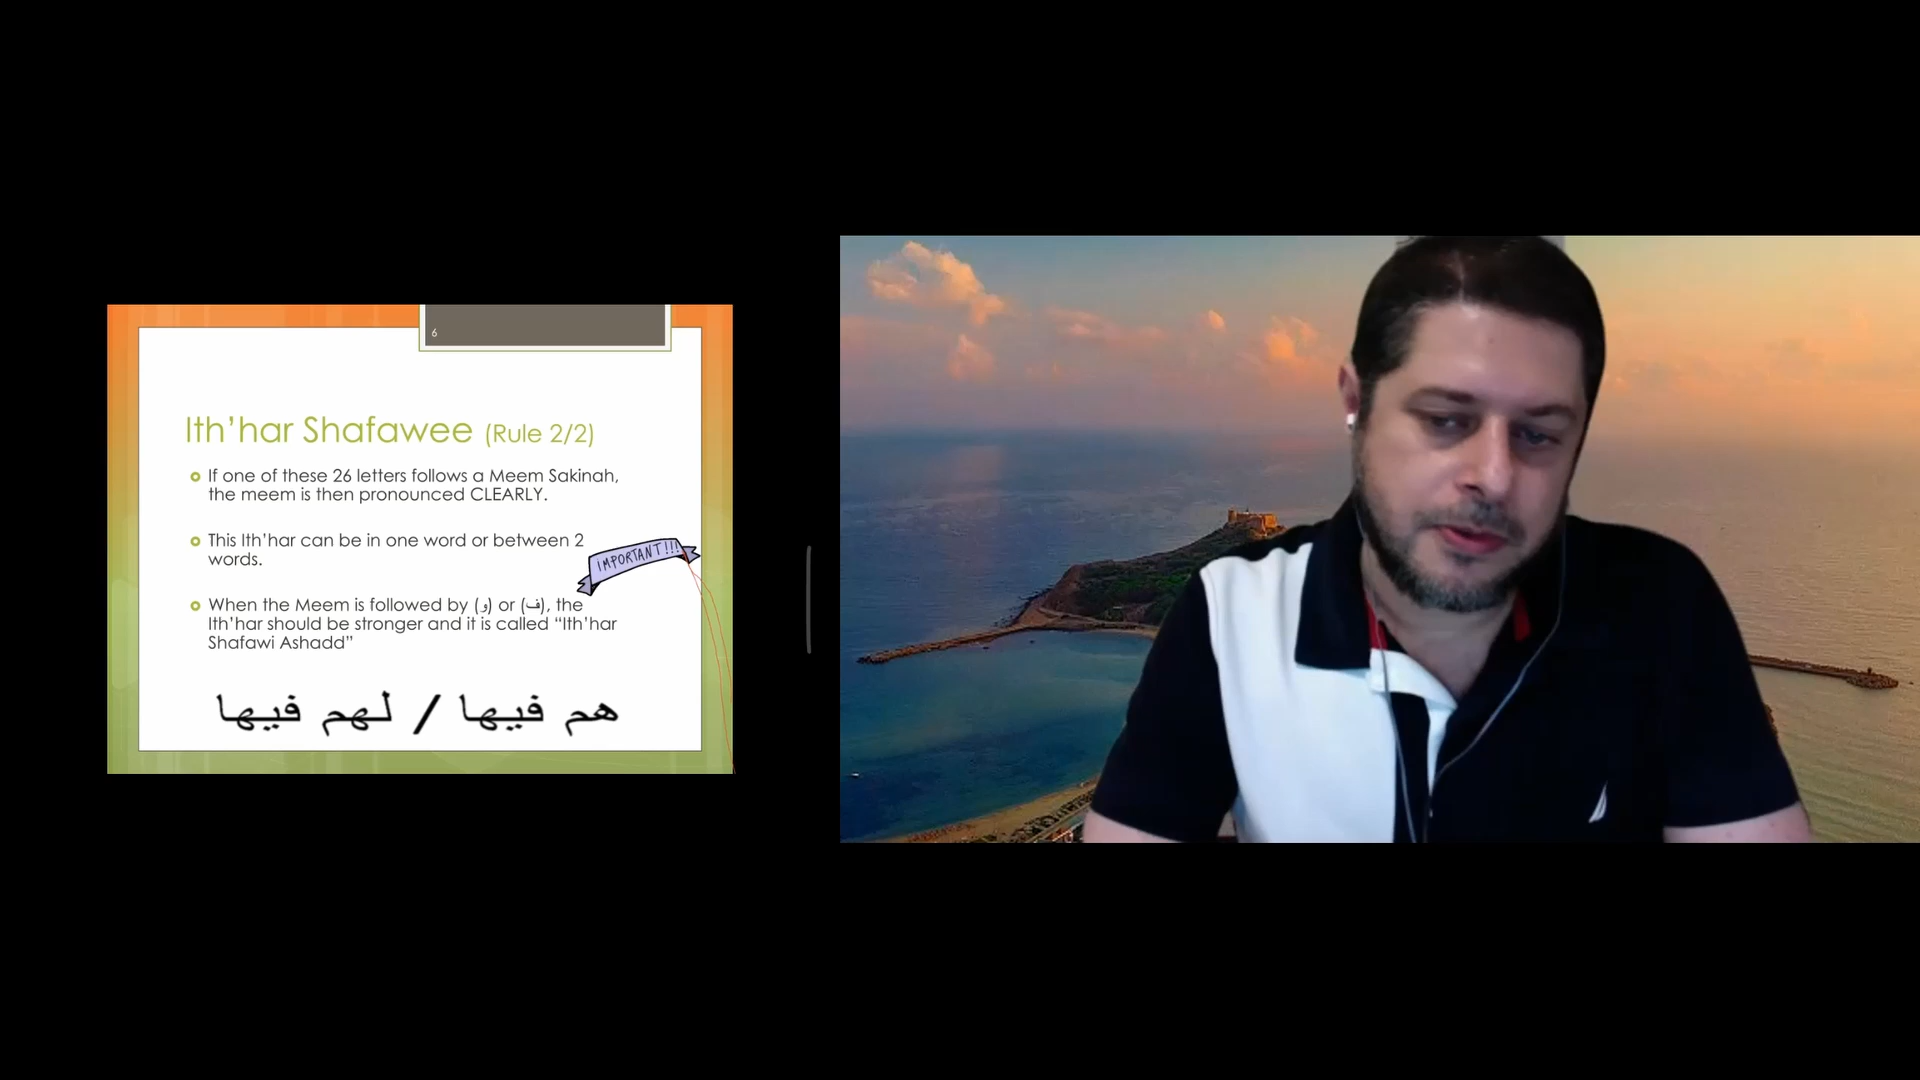 6
Ith’har Shafawee (Rule 2/2)
If one of these 26 letters follows a Meem Sakinah,
the meem is then pronounced CLEARLY.
This Ith’har can be in one word or between 2
words.
IMPORTANT!!!
When the Meem is followed by (و) or (ف), the
Ith’har should be stronger and it is called “Ith’har
Shafawi Ashadd”
هم فيها / لهم فيها